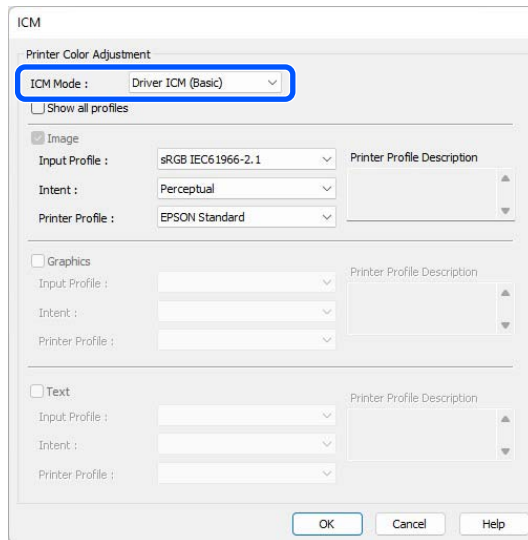 ICM
Printer Color Adjustment
ICM Mode : Driver ICM (Basic)
Show all profiles
Image
Input Profile : sRGB IEC61966-2.1 Printer Profile Description
Intent : Perceptual
Printer Profile : EPSON Standard
Graphics
Input Profile : Printer Profile Description
Intent :
Printer Profile :
Text
Input Profile : Printer Profile Description
Intent :
Printer Profile :
OK Cancel Help